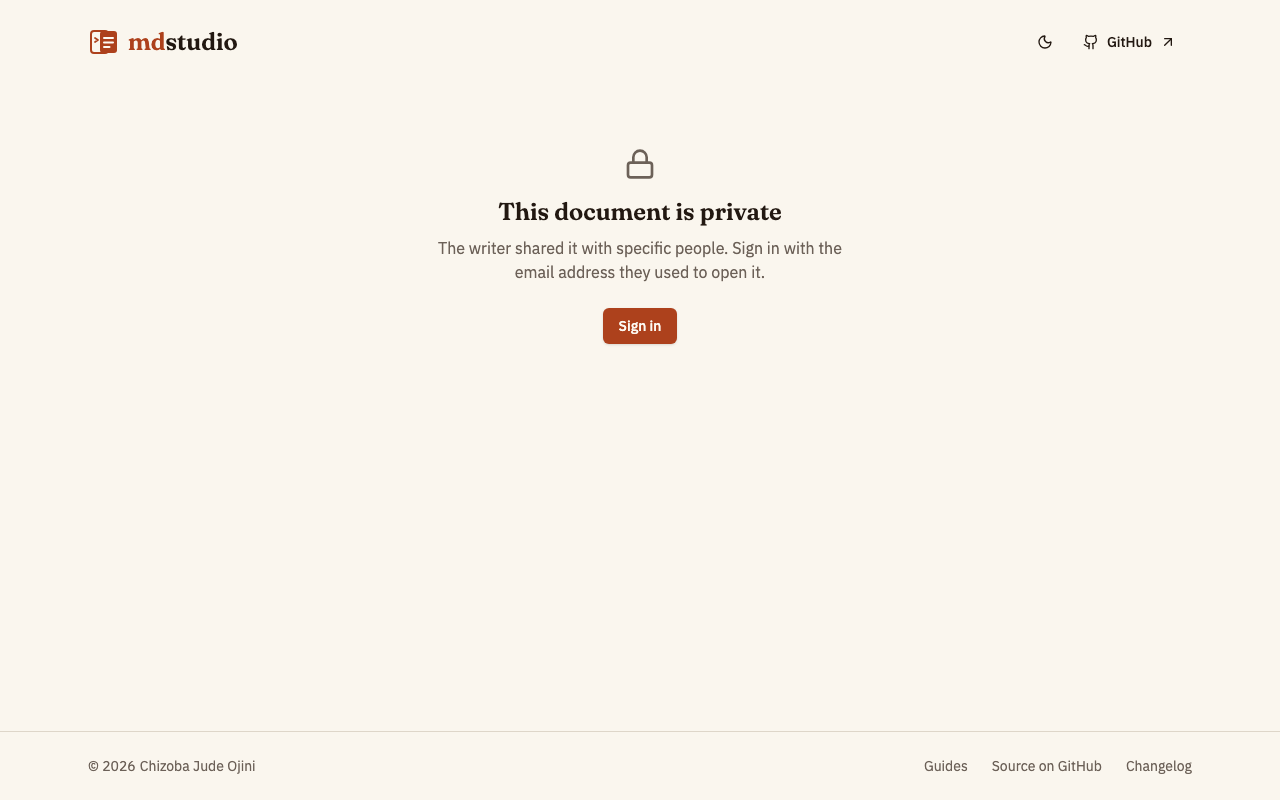 mdstudio
GitHub
This document is private
The writer shared it with specific people. Sign in with the
email address they used to open it.
Sign in
© 2026 Chizoba Jude Ojini
Guides
Source on GitHub
Changelog